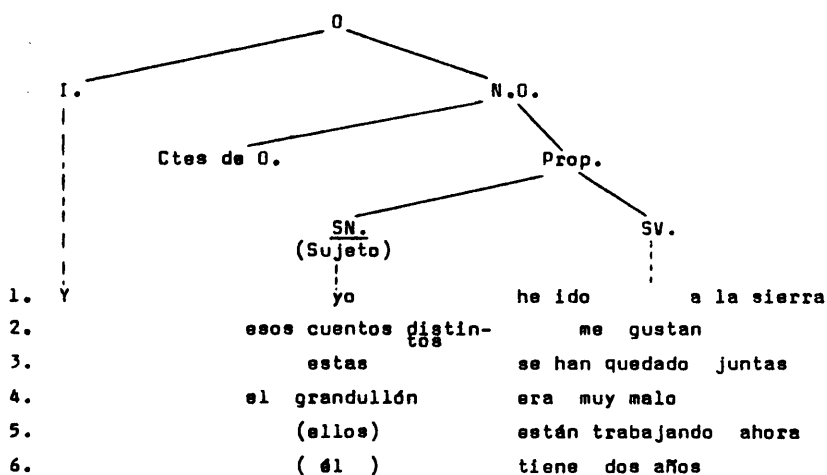 O
I. N.O.
Ctes de O. Prop.
SN. SV.
(Sujeto)
1. Y yo he ido a la sierra
2. esos cuentos distin-tos me gustan
3. estas se han quedado juntas
4. el grandullón era muy malo
5. (ellos) están trabajando ahora
6. ( él ) tiene dos años